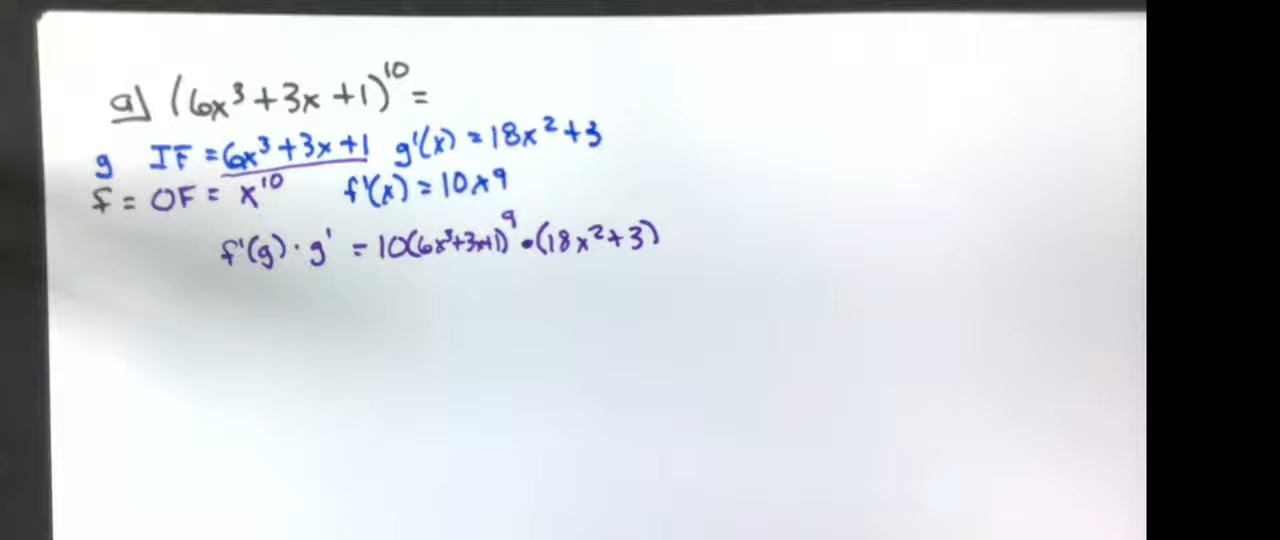 a) (6x³+3x+1)¹⁰ =
g IF = 6x³+3x+1 g'(x) = 18x²+3
f = OF = x¹⁰ f'(x) = 10x⁹
f'(g)·g' = 10(6x³+3x+1)⁹·(18x²+3)